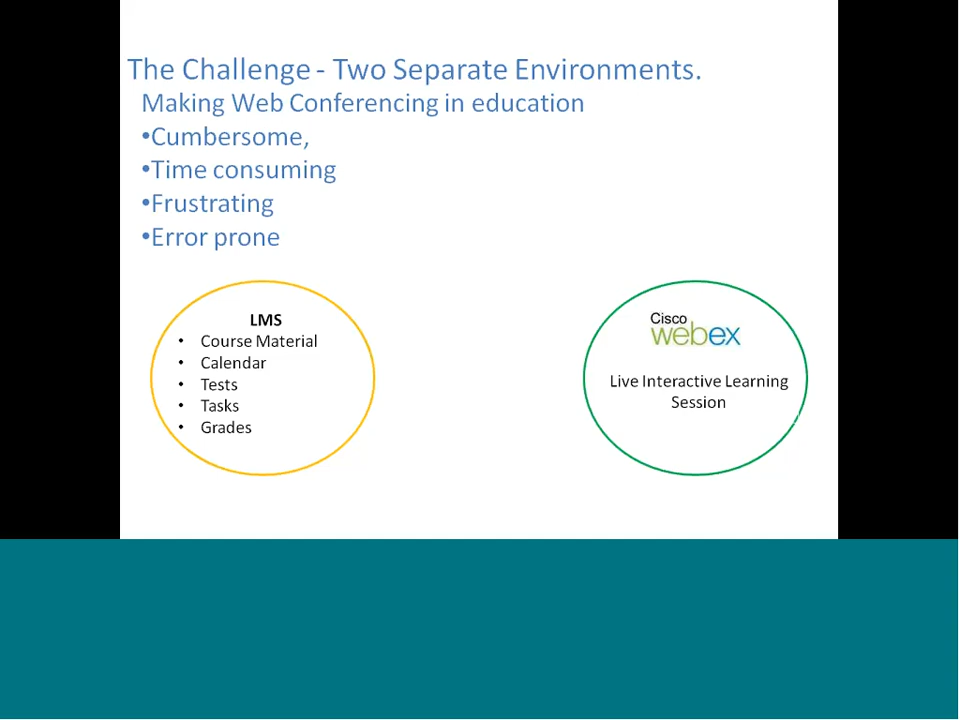 The Challenge - Two Separate Environments.
Making Web Conferencing in education
•Cumbersome,
•Time consuming
•Frustrating
•Error prone
LMS
• Course Material
• Calendar
• Tests
• Tasks
• Grades
Cisco
webex
Live Interactive Learning
Session